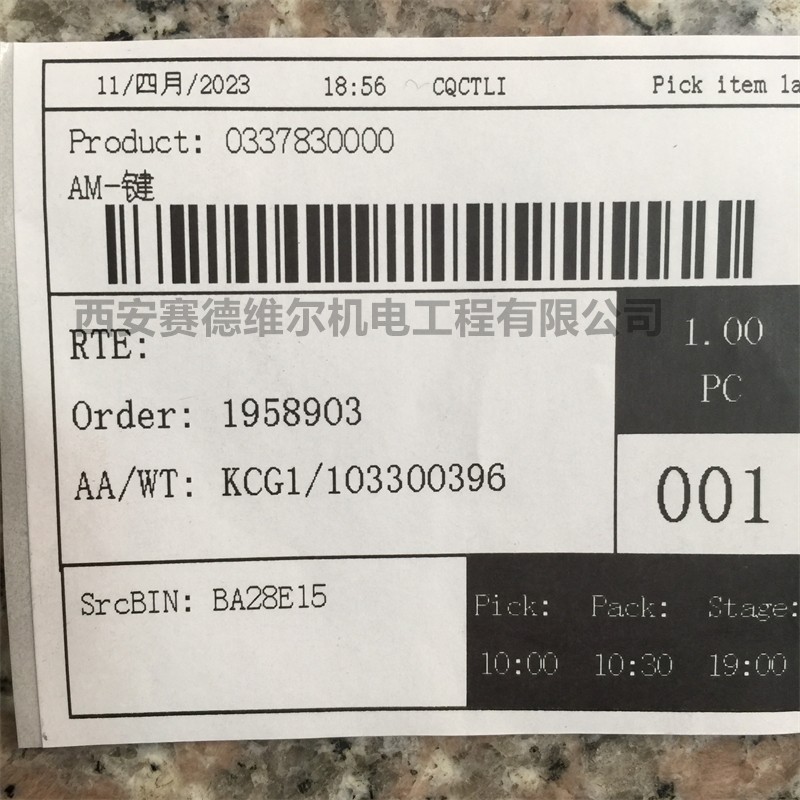 11/四月/2023 18:56 CQCTLI Pick item la
Product: 0337830000
AM-键
西安赛德维尔机电工程有限公司
RTE:
1.00
PC
Order: 1958903
AA/WT: KCG1/103300396
001
SrcBIN: BA28E15
Pick: Pack: Stage:
10:00 10:30 19:00